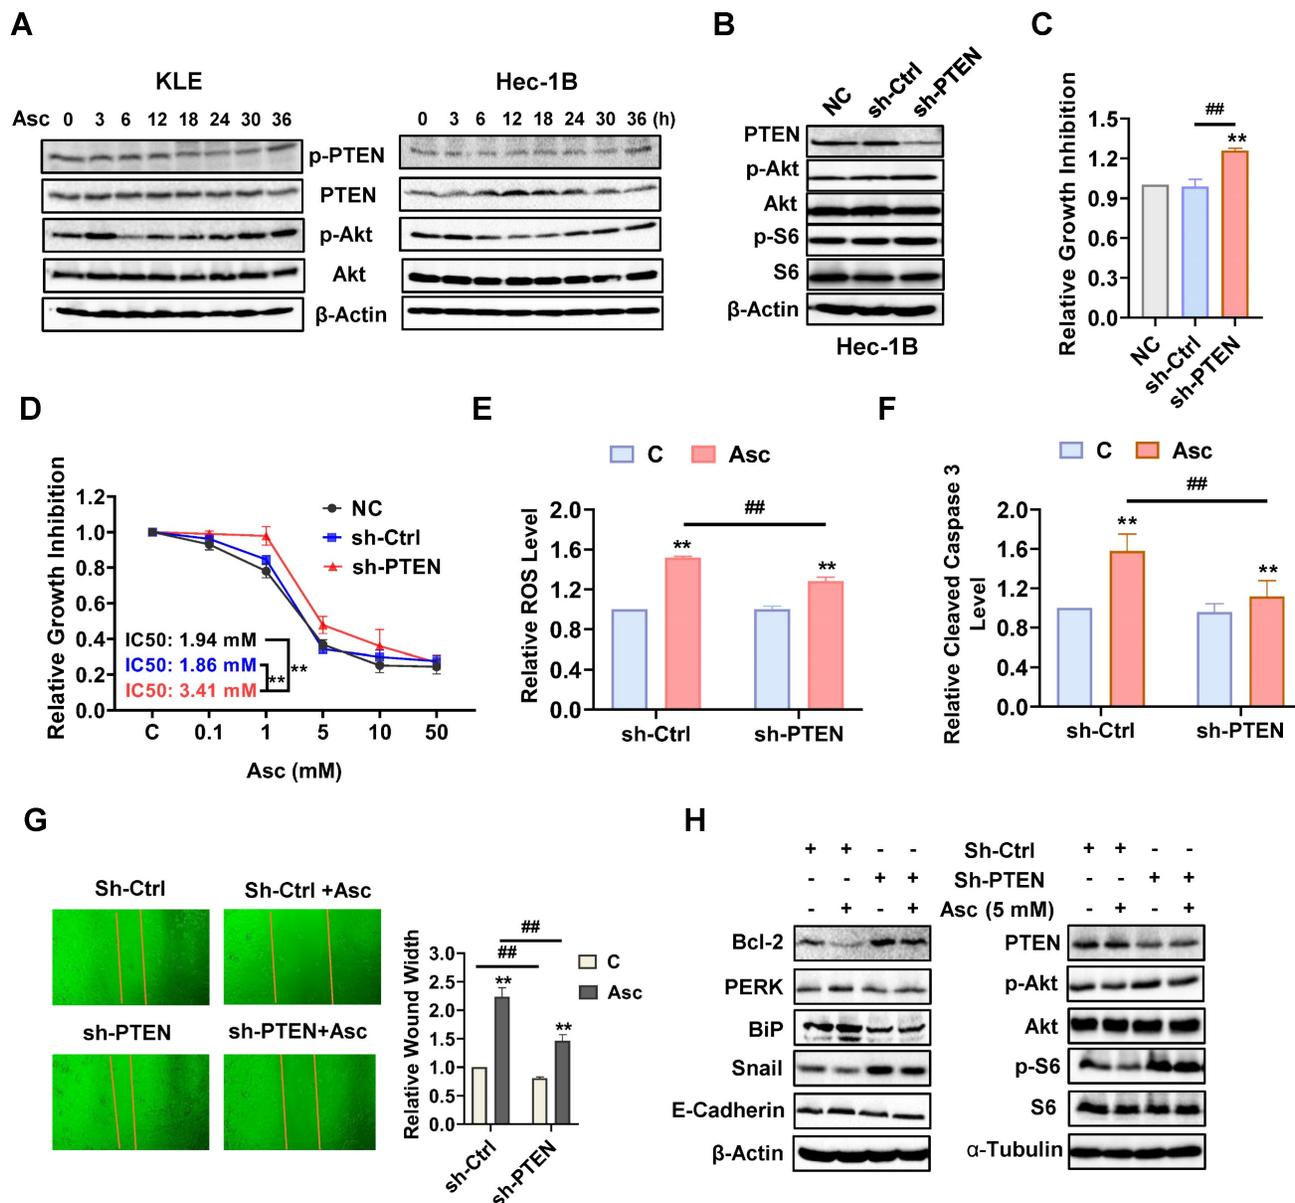 A
KLE
Hec-1B
Asc 0 3 6 12 18 24 30 36
0 3 6 12 18 24 30 36 (h)
p-PTEN
PTEN
p-Akt
Akt
β-Actin
B
NC sh-Ctrl sh-PTEN
PTEN
p-Akt
Akt
p-S6
S6
β-Actin
Hec-1B
C
Relative Growth Inhibition
1.5
1.2
0.9
0.6
0.3
0.0
##
**
NC sh-Ctrl sh-PTEN
D
Relative Growth Inhibition
1.2
1.0
0.8
0.6
0.4
0.2
0.0
NC
sh-Ctrl
sh-PTEN
IC50: 1.94 mM
IC50: 1.86 mM
IC50: 3.41 mM
**
**
C 0.1 1 5 10 50
Asc (mM)
E
C Asc
Relative ROS Level
2.0
1.6
1.2
0.8
0.4
0.0
##
**
**
sh-Ctrl sh-PTEN
F
C Asc
Relative Cleaved Caspase 3
Level
2.0
1.6
1.2
0.8
0.4
0.0
##
**
**
sh-Ctrl sh-PTEN
G
Sh-Ctrl Sh-Ctrl +Asc
sh-PTEN sh-PTEN+Asc
Relative Wound Width
3.0
2.5
2.0
1.5
1.0
0.5
0.0
##
##
**
**
C
Asc
sh-Ctrl sh-PTEN
H
+ + - - Sh-Ctrl + + - -
- - + + Sh-PTEN - - + +
- + - + Asc (5 mM) - + - +
Bcl-2
PERK
BiP
Snail
E-Cadherin
β-Actin
PTEN
p-Akt
Akt
p-S6
S6
α-Tubulin